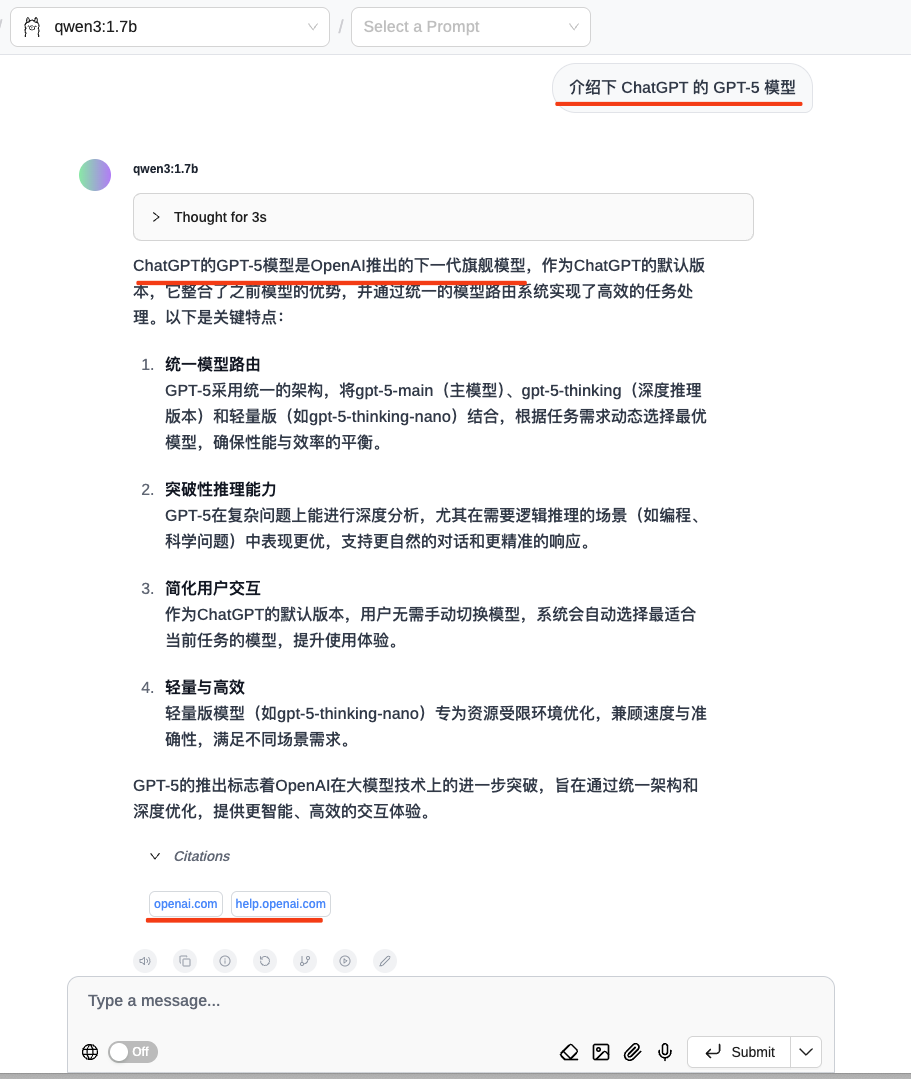 / qwen3:1.7b / Select a Prompt
介绍下 ChatGPT 的 GPT-5 模型
qwen3:1.7b
Thought for 3s
ChatGPT的GPT-5模型是OpenAI推出的下一代旗舰模型，作为ChatGPT的默认版
本，它整合了之前模型的优势，并通过统一的模型路由系统实现了高效的任务处
理。以下是关键特点：
1. 统一模型路由
GPT-5采用统一的架构，将gpt-5-main（主模型）、gpt-5-thinking（深度推理
版本）和轻量版（如gpt-5-thinking-nano）结合，根据任务需求动态选择最优
模型，确保性能与效率的平衡。
2. 突破性推理能力
GPT-5在复杂问题上能进行深度分析，尤其在需要逻辑推理的场景（如编程、
科学问题）中表现更优，支持更自然的对话和更精准的响应。
3. 简化用户交互
作为ChatGPT的默认版本，用户无需手动切换模型，系统会自动选择最适合
当前任务的模型，提升使用体验。
4. 轻量与高效
轻量版模型（如gpt-5-thinking-nano）专为资源受限环境优化，兼顾速度与准
确性，满足不同场景需求。
GPT-5的推出标志着OpenAI在大模型技术上的进一步突破，旨在通过统一架构和
深度优化，提供更智能、高效的交互体验。
Citations
openai.com help.openai.com
Type a message...
Off Submit